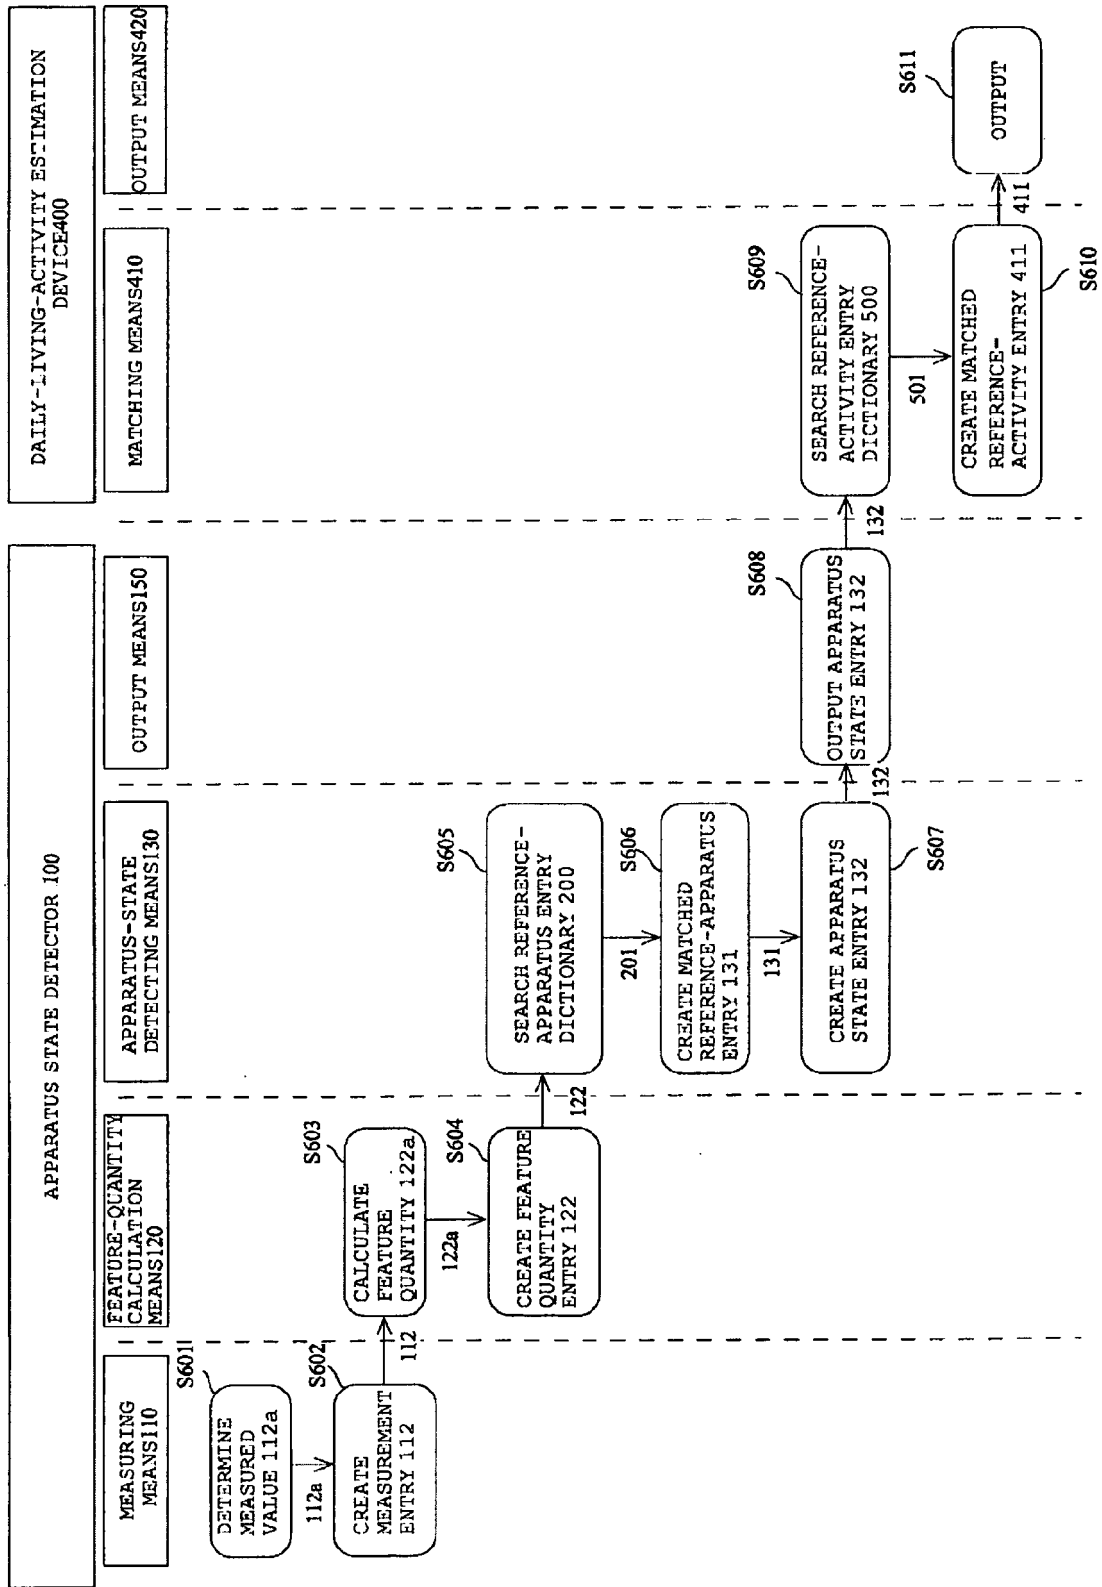 APPARATUS STATE DETECTOR 100
DAILY-LIVING-ACTIVITY ESTIMATION
DEVICE400
MEASURING
MEANS110
FEATURE-QUANTITY
CALCULATION
MEANS120
APPARATUS-STATE
DETECTING MEANS130
OUTPUT MEANS150
MATCHING MEANS410
OUTPUT MEANS420
S601
DETERMINE
MEASURED
VALUE 112a
112a
S602
CREATE
MEASUREMENT
ENTRY 112
112
S603
CALCULATE
FEATURE
QUANTITY 122a
122a
S604
CREATE FEATURE
QUANTITY
ENTRY 122
122
S605
SEARCH REFERENCE-
APPARATUS ENTRY
DICTIONARY 200
201
S606
CREATE MATCHED
REFERENCE-APPARATUS
ENTRY 131
131
S607
CREATE APPARATUS
STATE ENTRY 132
132
S608
OUTPUT APPARATUS
STATE ENTRY 132
132
S609
SEARCH REFERENCE-
ACTIVITY ENTRY
DICTIONARY 500
501
CREATE MATCHED
REFERENCE-
ACTIVITY ENTRY 411
S610
411
S611
OUTPUT